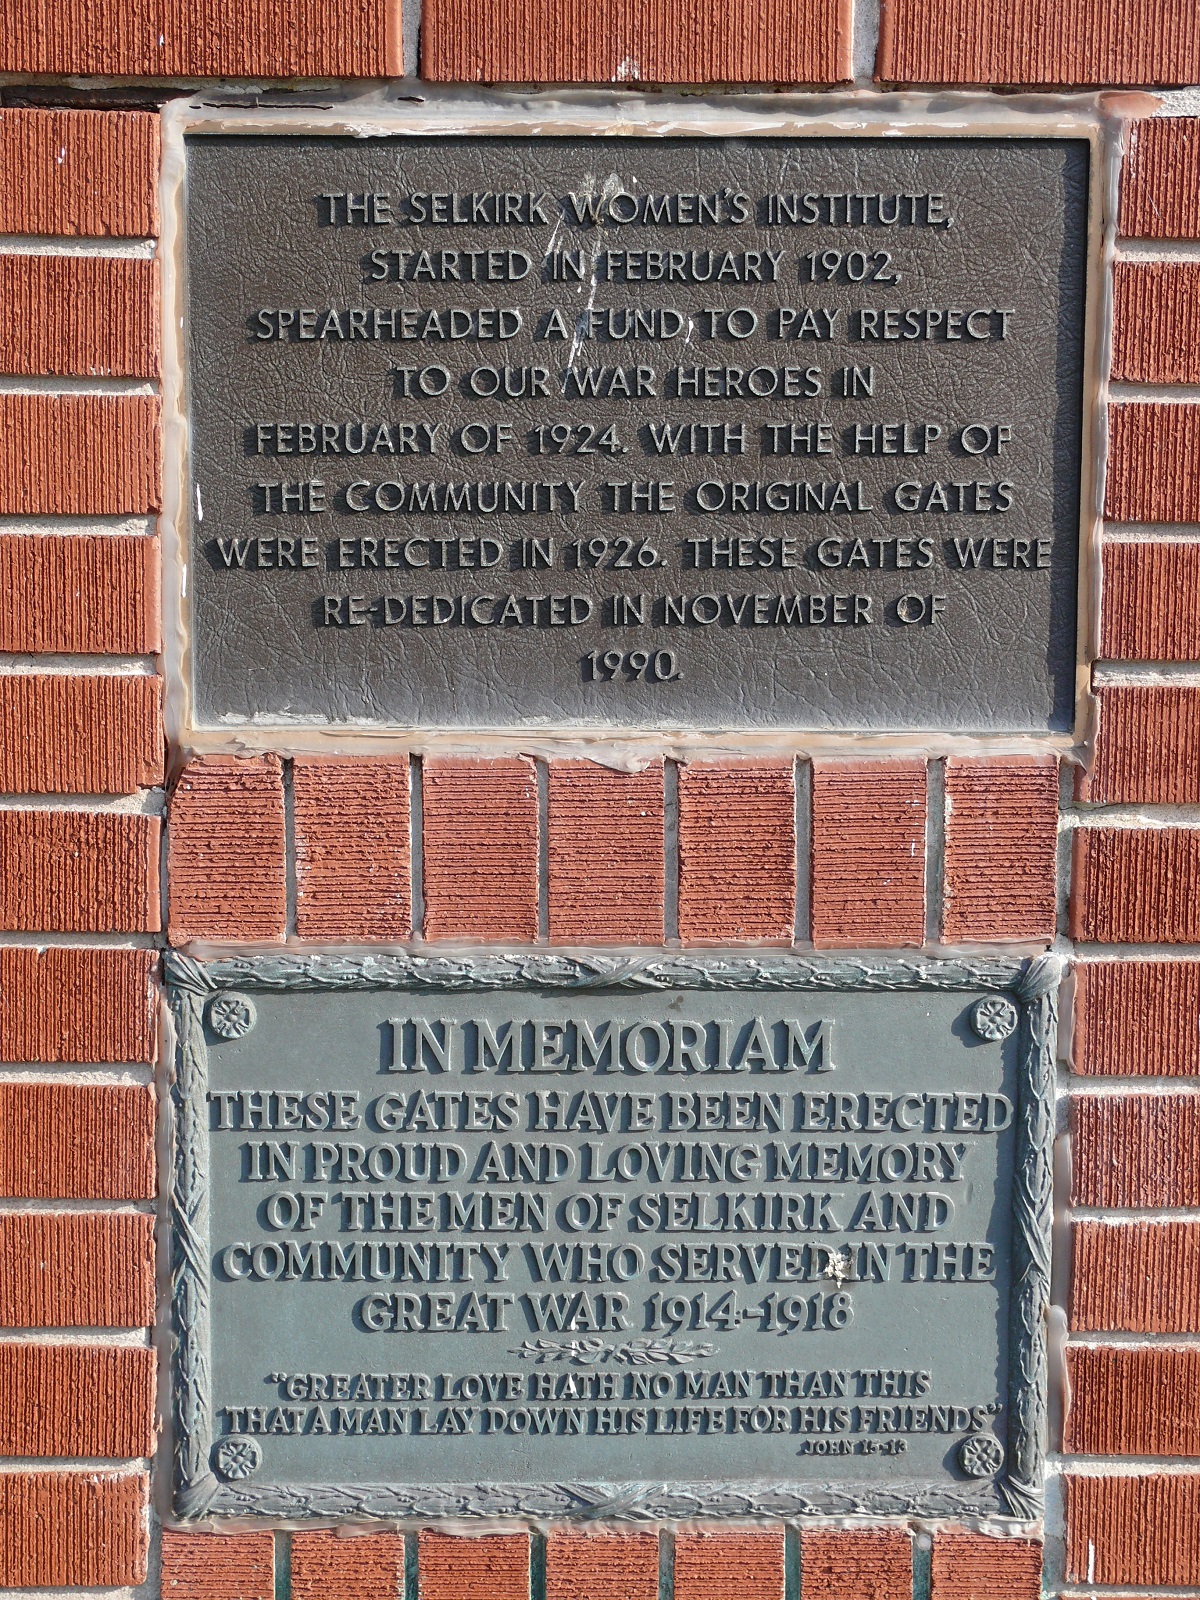 THE SELKIRK WOMEN'S INSTITUTE,
STARTED IN FEBRUARY 1902,
SPEARHEADED A FUND TO PAY RESPECT
TO OUR WAR HEROES IN
FEBRUARY OF 1924. WITH THE HELP OF
THE COMMUNITY THE ORIGINAL GATES
WERE ERECTED IN 1926. THESE GATES WERE
RE-DEDICATED IN NOVEMBER OF
1990.
IN MEMORIAM
THESE GATES HAVE BEEN ERECTED
IN PROUD AND LOVING MEMORY
OF THE MEN OF SELKIRK AND
COMMUNITY WHO SERVED IN THE
GREAT WAR 1914-1918
"GREATER LOVE HATH NO MAN THAN THIS
THAT A MAN LAY DOWN HIS LIFE FOR HIS FRIENDS"
JOHN 15-13